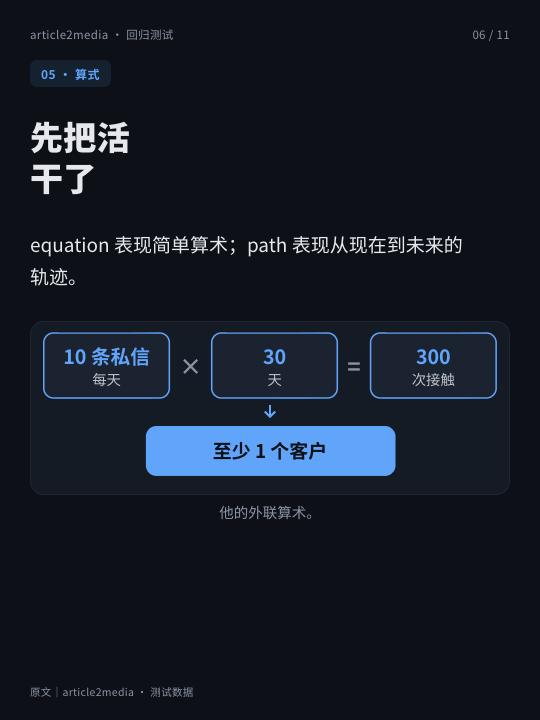 article2media • 回归测试
06 / 11
05 • 算式
先把活
干了
equation 表现简单算术；path 表现从现在到未来的
轨迹。
10 条私信
每天
×
30
天
=
300
次接触
↓
至少 1 个客户
他的外联算术。
原文｜article2media • 测试数据